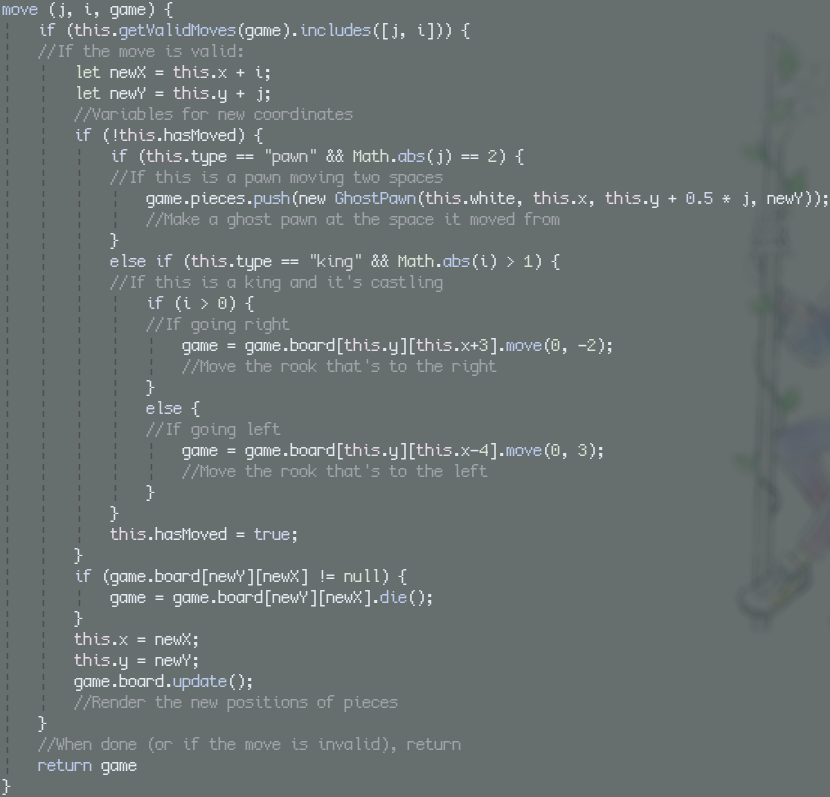 move (j, i, game) {
if (this.getValidMoves(game).includes([j, i])) {
//If the move is valid:
let newX = this.x + i;
let newY = this.y + j;
//Variables for new coordinates
if (!this.hasMoved) {
if (this.type == "pawn" && Math.abs(j) == 2) {
//If this is a pawn moving two spaces
game.pieces.push(new GhostPawn(this.white, this.x, this.y + 0.5 * j, newY));
//Make a ghost pawn at the space it moved from
}
else if (this.type == "king" && Math.abs(i) > 1) {
//If this is a king and it's castling
if (i > 0) {
//If going right
game = game.board[this.y][this.x+3].move(0, -2);
//Move the rook that's to the right
}
else {
//If going left
game = game.board[this.y][this.x-4].move(0, 3);
//Move the rook that's to the left
}
}
this.hasMoved = true;
}
if (game.board[newY][newX] != null) {
game = game.board[newY][newX].die();
}
this.x = newX;
this.y = newY;
game.board.update();
//Render the new positions of pieces
}
//When done (or if the move is invalid), return
return game
}